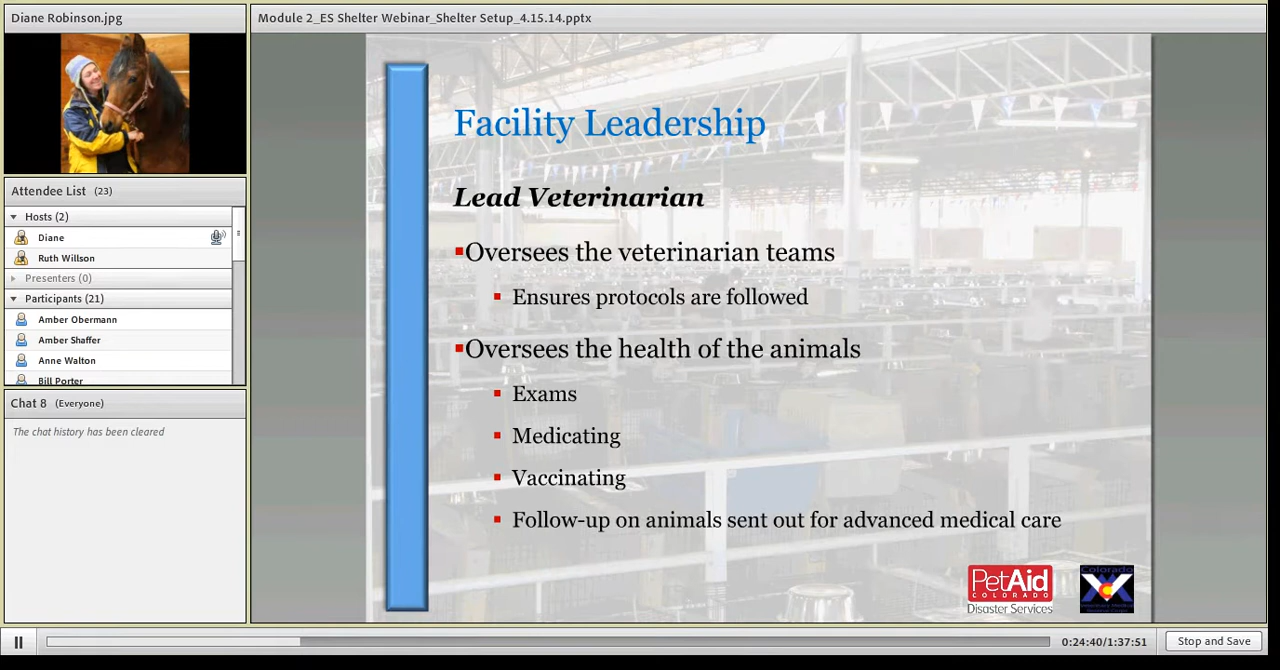 Diane Robinson.jpg
Module 2_ES Shelter Webinar_Shelter Setup_4.15.14.pptx
Attendee List (23)
Hosts (2)
Diane
Ruth Willson
Presenters (0)
Participants (21)
Amber Obermann
Amber Shaffer
Anne Walton
Bill Porter
Chat 8 (Everyone)
The chat history has been cleared
Facility Leadership
Lead Veterinarian
Oversees the veterinarian teams
Ensures protocols are followed
Oversees the health of the animals
Exams
Medicating
Vaccinating
Follow-up on animals sent out for advanced medical care
PetAid
COLORADO
Disaster Services
Colorado
0:24:40/1:37:51
Stop and Save